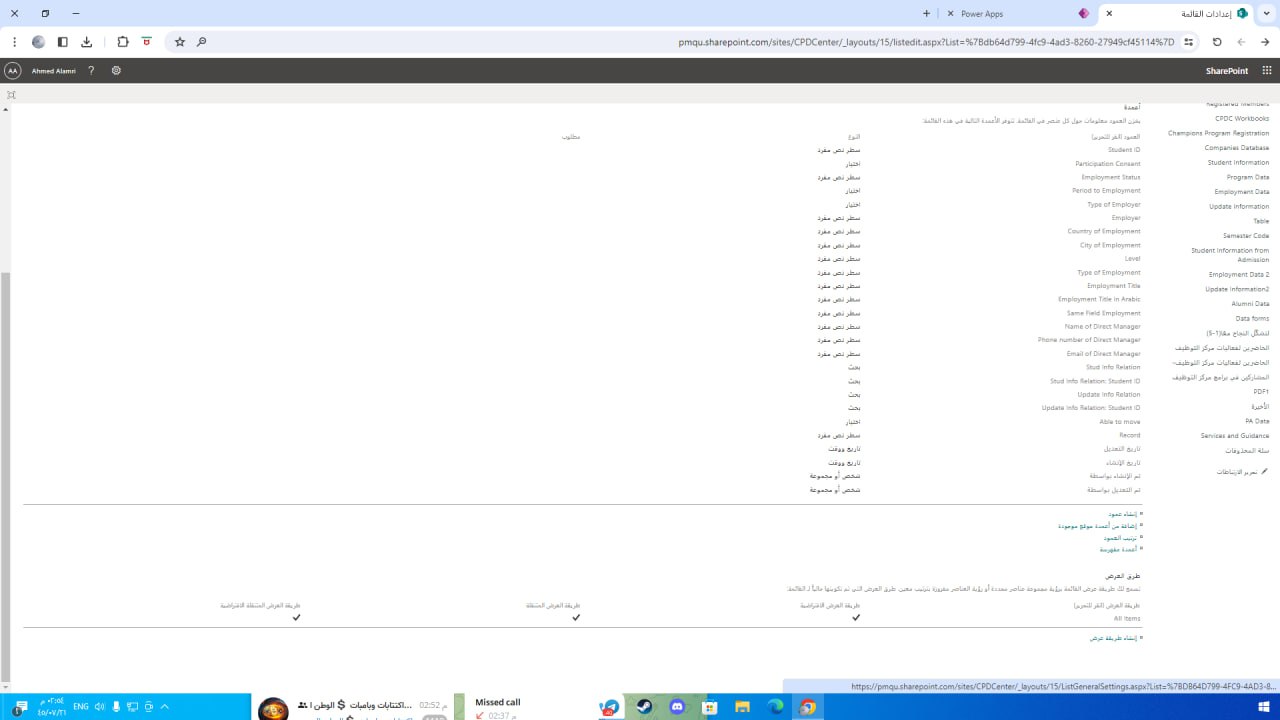 إعدادات القائمة
Power Apps
pmqu.sharepoint.com/sites/CPDCenter/_layouts/15/listedit.aspx?List=%7Bdb64d799-4fc9-4ad3-8260-27949cf45114%7D
SharePoint
Ahmed Alamri
AA
Registered Members
CPDC Workbooks
Champions Program Registration
Companies Database
Student Information
Program Data
Employment Data
Update Information
Table
Semester Code
Student Information from
Admission
Employment Data 2
Update Information2
Alumni Data
Data forms
لنشكّل النجاح معًا(1-5)
الحاضرين لفعاليات مركز التوظيف
الحاضرين لفعاليات مركز التوظيف-
المشاركين في برامج مركز التوظيف
PDF1
الأخيرة
PA Data
Services and Guidance
سلة المحذوفات
تحرير الارتباطات
أعمدة
يخزن العمود معلومات حول كل عنصر في القائمة. تتوفر الأعمدة التالية في هذه القائمة:
العمود (انقر للتحرير) النوع مطلوب
Student ID سطر نص مفرد
Participation Consent اختيار
Employment Status سطر نص مفرد
Period to Employment اختيار
Type of Employer اختيار
Employer سطر نص مفرد
Country of Employment سطر نص مفرد
City of Employment سطر نص مفرد
Level سطر نص مفرد
Type of Employment سطر نص مفرد
Employment Title سطر نص مفرد
Employment Title In Arabic سطر نص مفرد
Same Field Employment سطر نص مفرد
Name of Direct Manager سطر نص مفرد
Phone number of Direct Manager سطر نص مفرد
Email of Direct Manager سطر نص مفرد
Stud Info Relation بحث
Stud Info Relation: Student ID بحث
Update Info Relation بحث
Update Info Relation: Student ID بحث
Able to move اختيار
Record سطر نص مفرد
تاريخ التعديل تاريخ ووقت
تاريخ الإنشاء تاريخ ووقت
تم الإنشاء بواسطة شخص أو مجموعة
تم التعديل بواسطة شخص أو مجموعة
إنشاء عمود
إضافة من أعمدة موقع موجودة
ترتيب العمود
أعمدة مفهرسة
طرق العرض
تسمح لك طريقة عرض القائمة برؤية مجموعة عناصر محددة أو رؤية العناصر مفروزة بترتيب معين. طرق العرض التي تم تكوينها حالياً لـ القائمة:
طريقة العرض (انقر للتحرير) طريقة العرض الافتراضية طريقة العرض المتنقلة طريقة العرض المتنقلة الافتراضية
All Items
إنشاء طريقة عرض
https://pmqu.sharepoint.com/sites/CPDCenter/_layouts/15/ListGeneralSettings.aspx?List=%7BDB64D799-4FC9-4AD3-8...
Missed call
02:37 م
اكتتابات وبامبات $ الوطن ا...
02:52 م
ENG
٠٢:٥٤ م